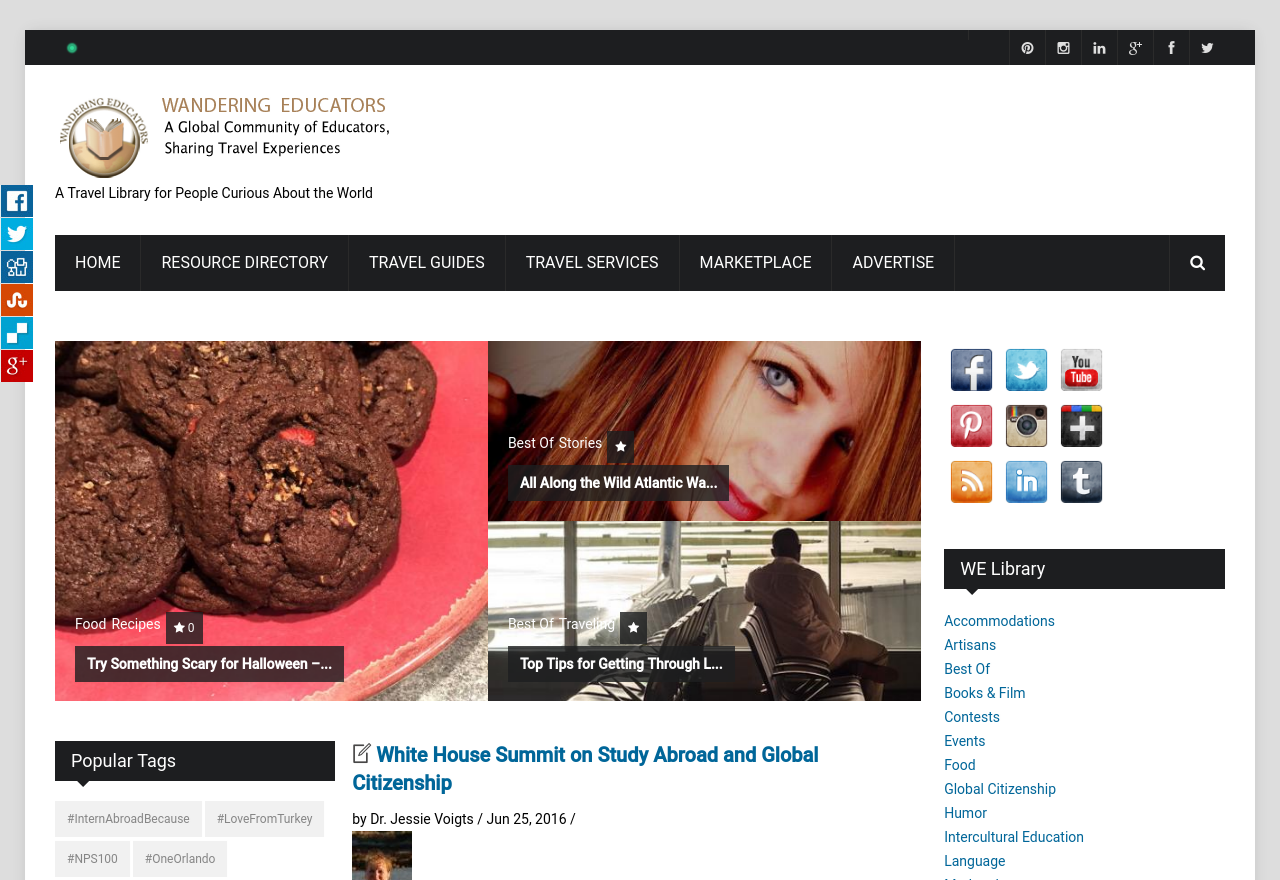 WANDERING EDUCATORS
A Global Community of Educators,
Sharing Travel Experiences
WANDERING EDUCATORS
A Travel Library for People Curious About the World
HOME
RESOURCE DIRECTORY
TRAVEL GUIDES
TRAVEL SERVICES
MARKETPLACE
ADVERTISE
Food Recipes
0
Try Something Scary for Halloween –...
Best Of Stories
All Along the Wild Atlantic Wa...
Best Of Traveling
Top Tips for Getting Through L...
You
Tube
WE Library
Accommodations
Artisans
Best Of
Books & Film
Contests
Events
Food
Global Citizenship
Humor
Intercultural Education
Language
Popular Tags
#InternAbroadBecause
#LoveFromTurkey
#NPS100
#OneOrlando
White House Summit on Study Abroad and Global
Citizenship
by Dr. Jessie Voigts / Jun 25, 2016 /